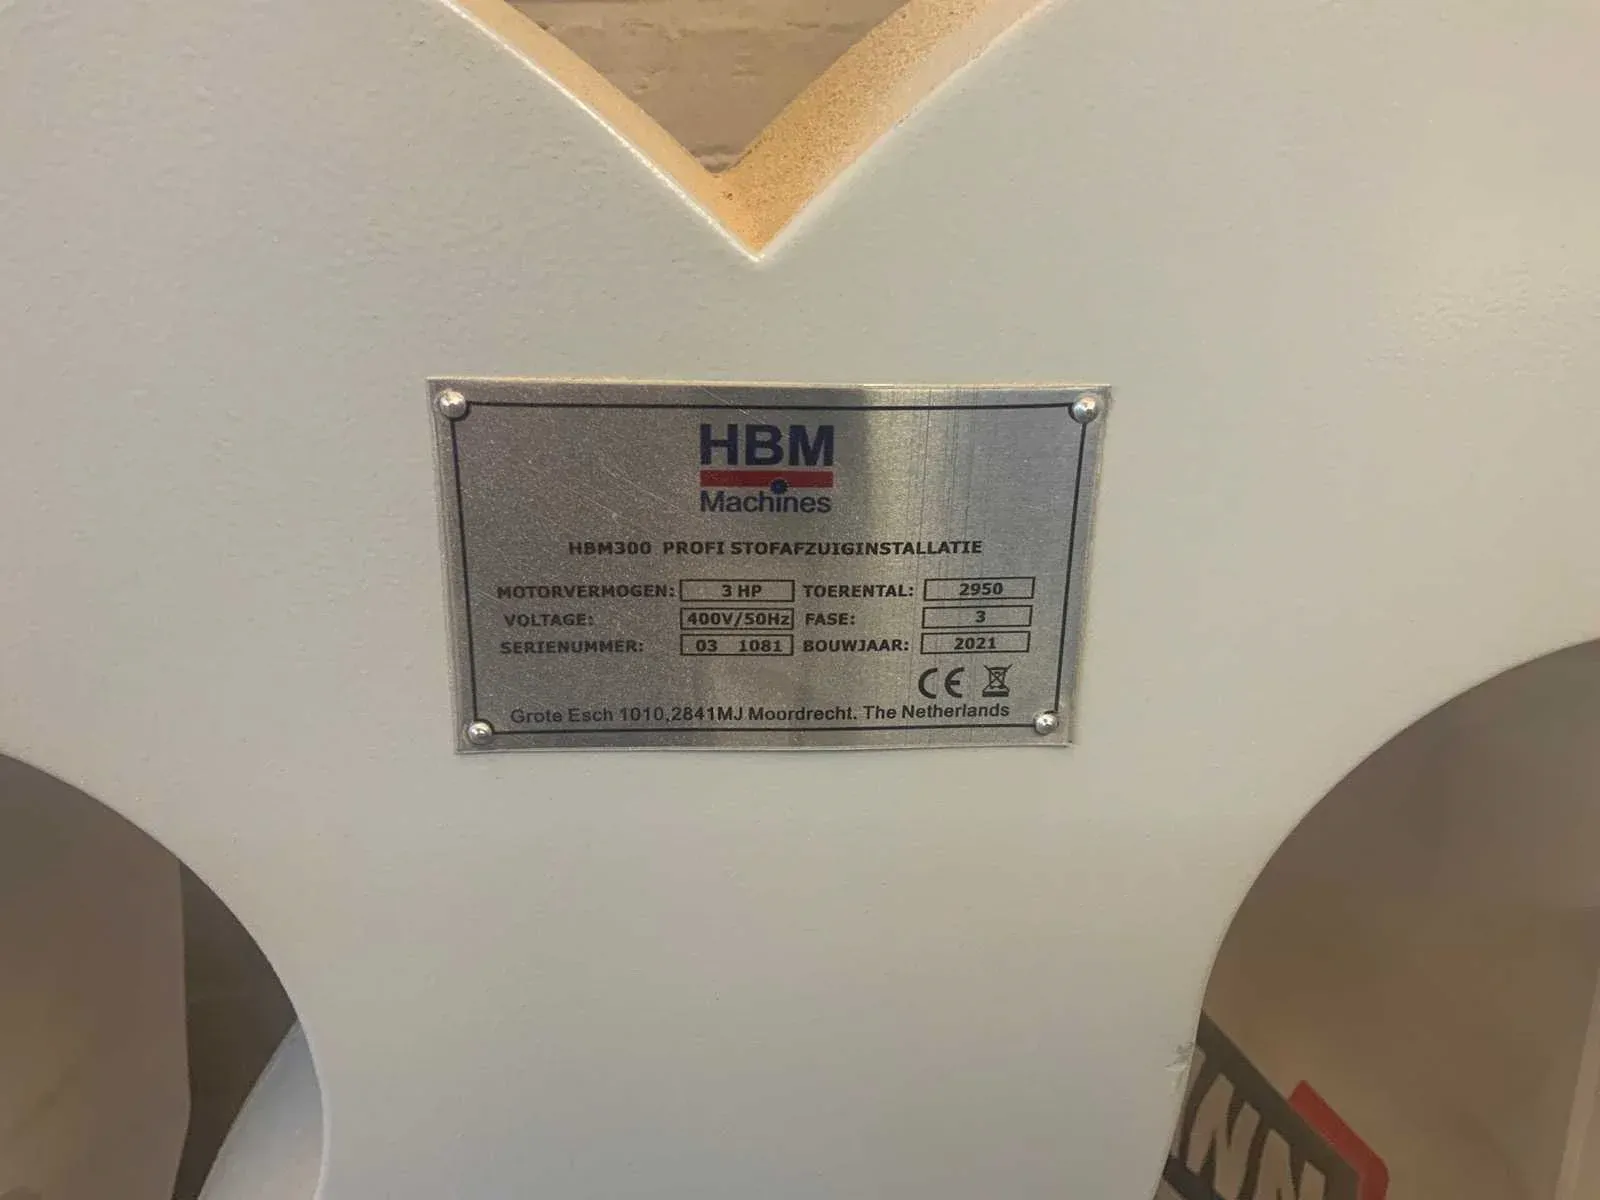 HBM
Machines
HBM300 PROFI STOFAFZUIGINSTALLATIE
MOTORVERMOGEN: 3 HP TOERENTAL: 2950
VOLTAGE: 400V/50Hz FASE: 3
SERIENUMMER: 03 1081 BOUWJAAR: 2021
CE
Grote Esch 1010,2841MJ Moordrecht. The Netherlands